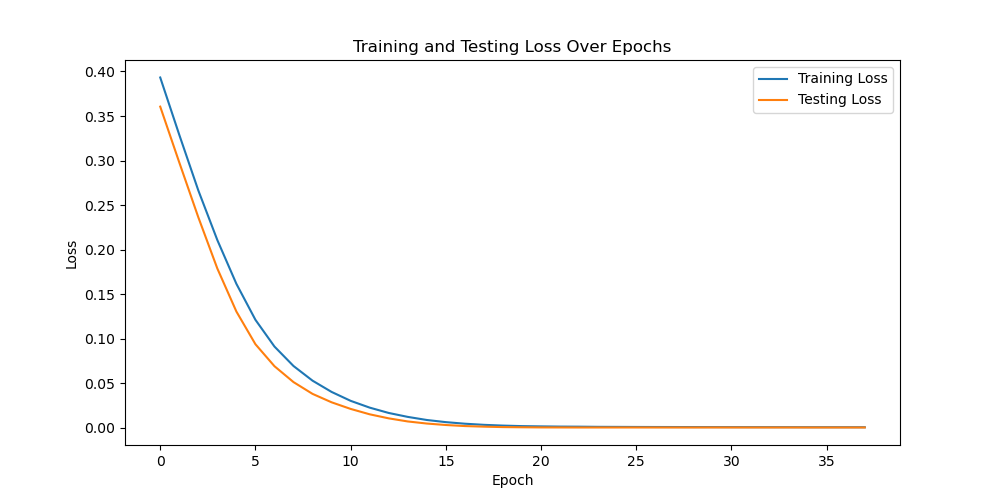 Training and Testing Loss Over Epochs
Training Loss
Testing Loss
0.40
0.35
0.30
0.25
0.20
0.15
0.10
0.05
0.00
Loss
0 5 10 15 20 25 30 35
Epoch